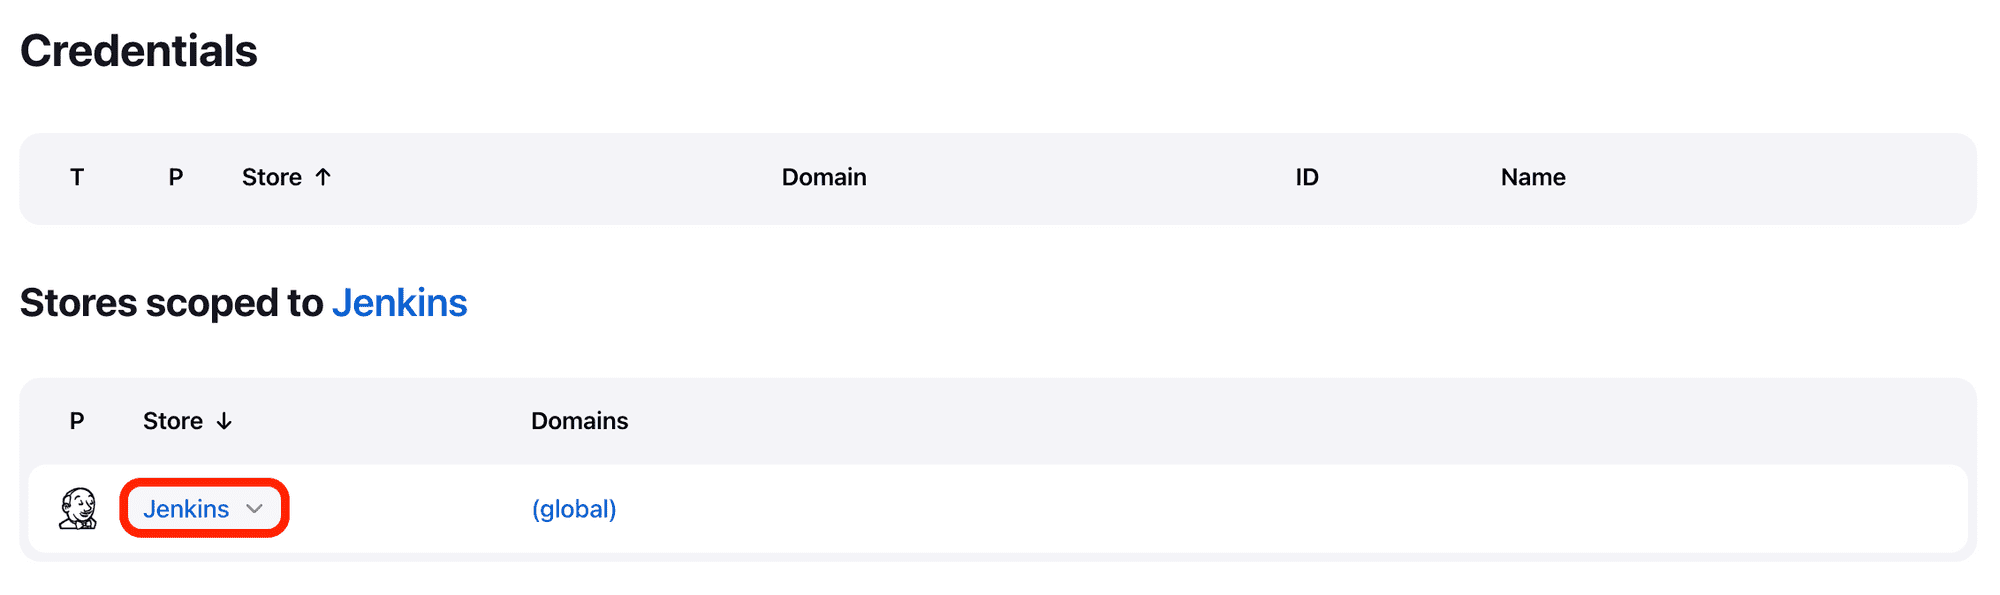 Credentials
T P Store ↑ Domain ID Name
Stores scoped to Jenkins
P Store ↓ Domains
Jenkins (global)